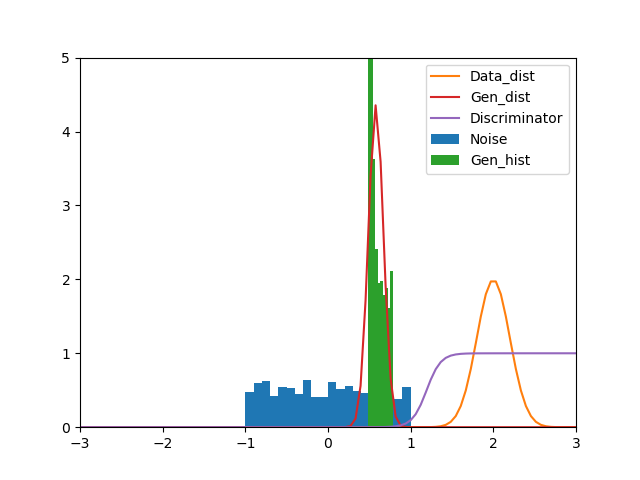 5
4
3
2
1
0
−3
−2
−1
0
1
2
3
Data_dist
Gen_dist
Discriminator
Noise
Gen_hist